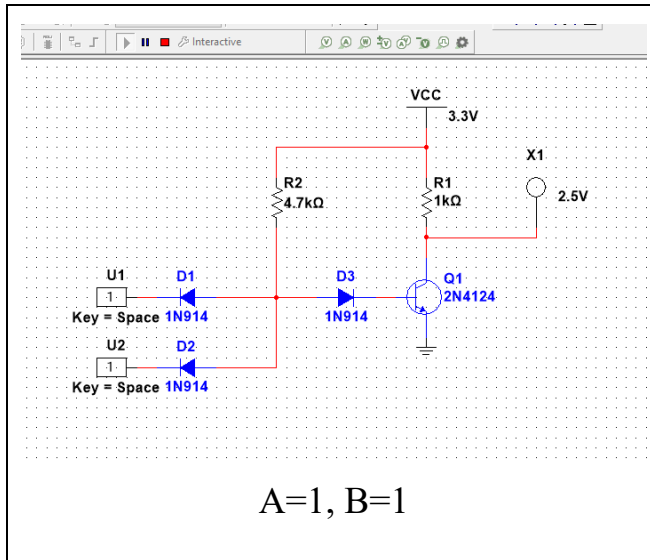 Interactive
VCC
3.3V
X1
R2
4.7kΩ
R1
1kΩ
2.5V
U1
D1
D3
Q1
1
2N4124
Key = Space
1N914
1N914
U2
D2
1
Key = Space
1N914
A=1, B=1